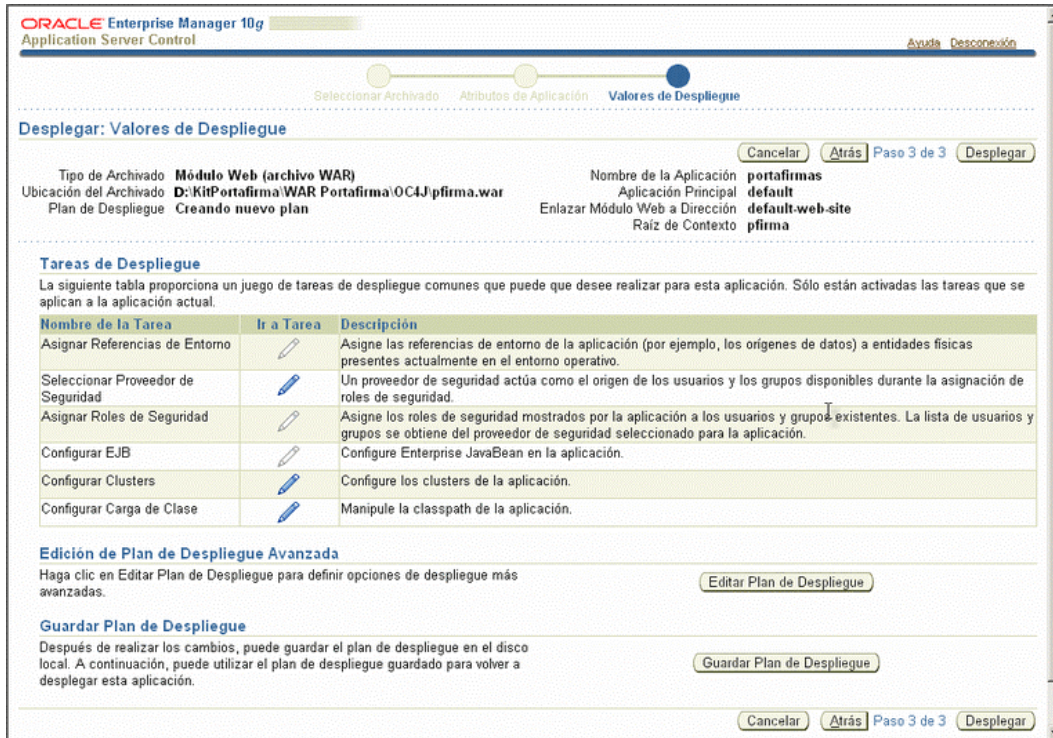 ORACLE Enterprise Manager 10g
Application Server Control
Ayuda Desconexión
Seleccionar Archivado Atributos de Aplicación Valores de Despliegue
Desplegar: Valores de Despliegue
Cancelar Atrás Paso 3 de 3 Desplegar
Tipo de Archivado Módulo Web (archivo WAR)
Ubicación del Archivado D:\KitPortafirma\WAR Portafirma\OC4J\pfirma.war
Plan de Despliegue Creando nuevo plan
Nombre de la Aplicación portafirmas
Aplicación Principal default
Enlazar Módulo Web a Dirección default-web-site
Raíz de Contexto pfirma
Tareas de Despliegue
La siguiente tabla proporciona un juego de tareas de despliegue comunes que puede que desee realizar para esta aplicación. Sólo están activadas las tareas que se
aplican a la aplicación actual.
Nombre de la Tarea Ir a Tarea Descripción
Asignar Referencias de Entorno
Asigne las referencias de entorno de la aplicación (por ejemplo, los orígenes de datos) a entidades físicas
presentes actualmente en el entorno operativo.
Seleccionar Proveedor de
Seguridad
Un proveedor de seguridad actúa como el origen de los usuarios y los grupos disponibles durante la asignación de
roles de seguridad.
Asignar Roles de Seguridad
Asigne los roles de seguridad mostrados por la aplicación a los usuarios y grupos existentes. La lista de usuarios y
grupos se obtiene del proveedor de seguridad seleccionado para la aplicación.
Configurar EJB
Configure Enterprise JavaBean en la aplicación.
Configurar Clusters
Configure los clusters de la aplicación.
Configurar Carga de Clase
Manipule la classpath de la aplicación.
Edición de Plan de Despliegue Avanzada
Haga clic en Editar Plan de Despliegue para definir opciones de despliegue más
avanzadas.
Editar Plan de Despliegue
Guardar Plan de Despliegue
Después de realizar los cambios, puede guardar el plan de despliegue en el disco
local. A continuación, puede utilizar el plan de despliegue guardado para volver a
desplegar esta aplicación.
Guardar Plan de Despliegue
Cancelar Atrás Paso 3 de 3 Desplegar